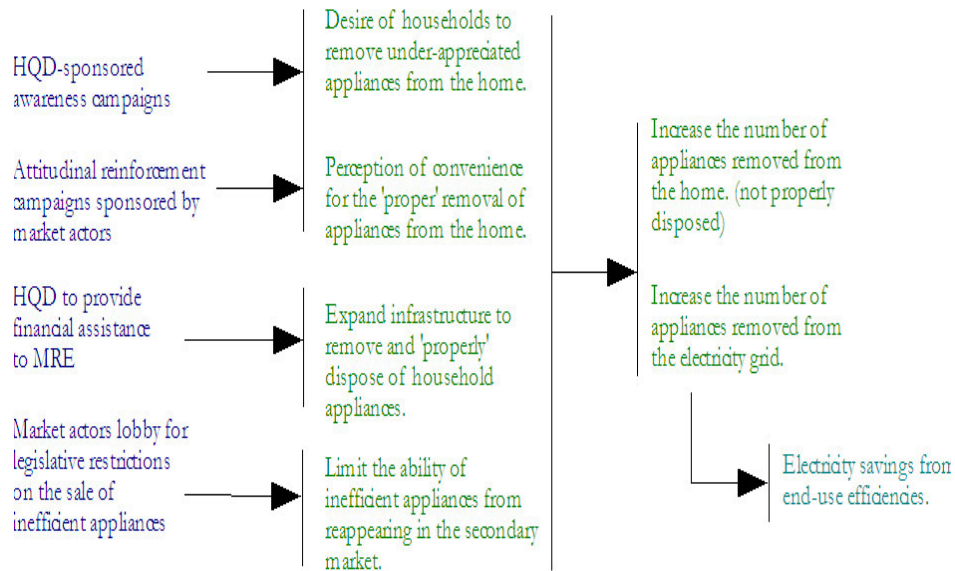 HQD-sponsored
awareness campaigns
Attitudinal reinforcement
campaigns sponsored by
market actors
HQD to provide
financial assistance
to MRE
Market actors lobby for
legislative restrictions
on the sale of
inefficient appliances
Desire of households to
remove under-appreciated
appliances from the home.
Perception of convenience
for the 'proper' removal of
appliances from the home.
Expand infrastructure to
remove and 'properly'
dispose of household
appliances.
Limit the ability of
inefficient appliances from
reappearing in the secondary
market.
Increase the number of
appliances removed from
the home. (not properly
disposed)
Increase the number of
appliances removed from
the electricity grid.
Electricity savings from
end-use efficiencies.